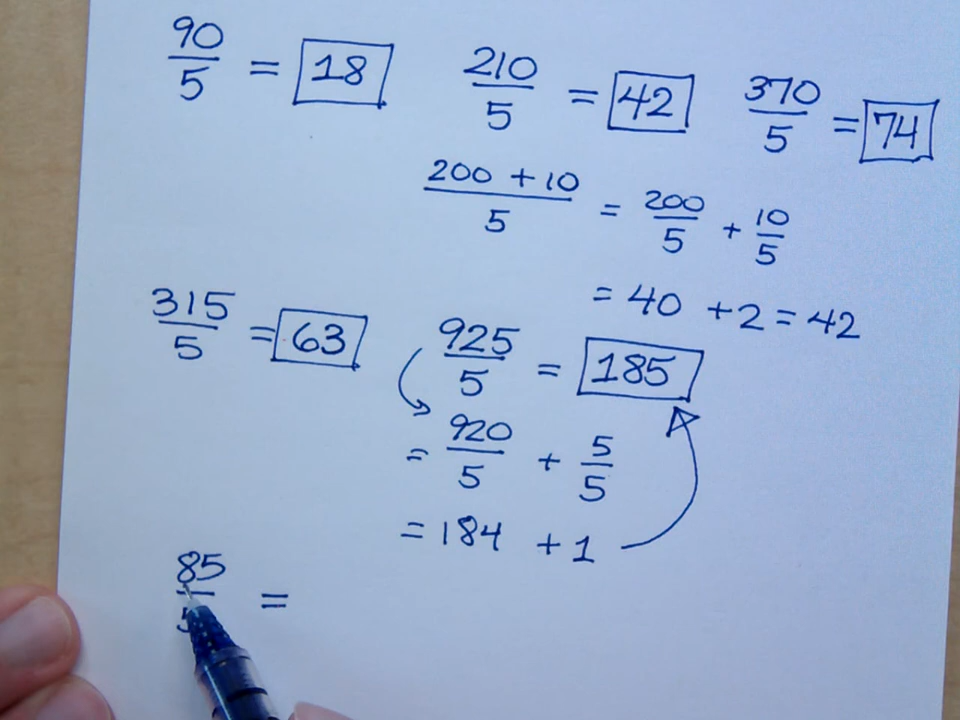 90/5 = 18
210/5 = 42
370/5 = 74
200 + 10/5 = 200/5 + 10/5
= 40 + 2 = 42
315/5 = 63
925/5 = 185
= 920/5 + 5/5
= 184 + 1
85/5 =